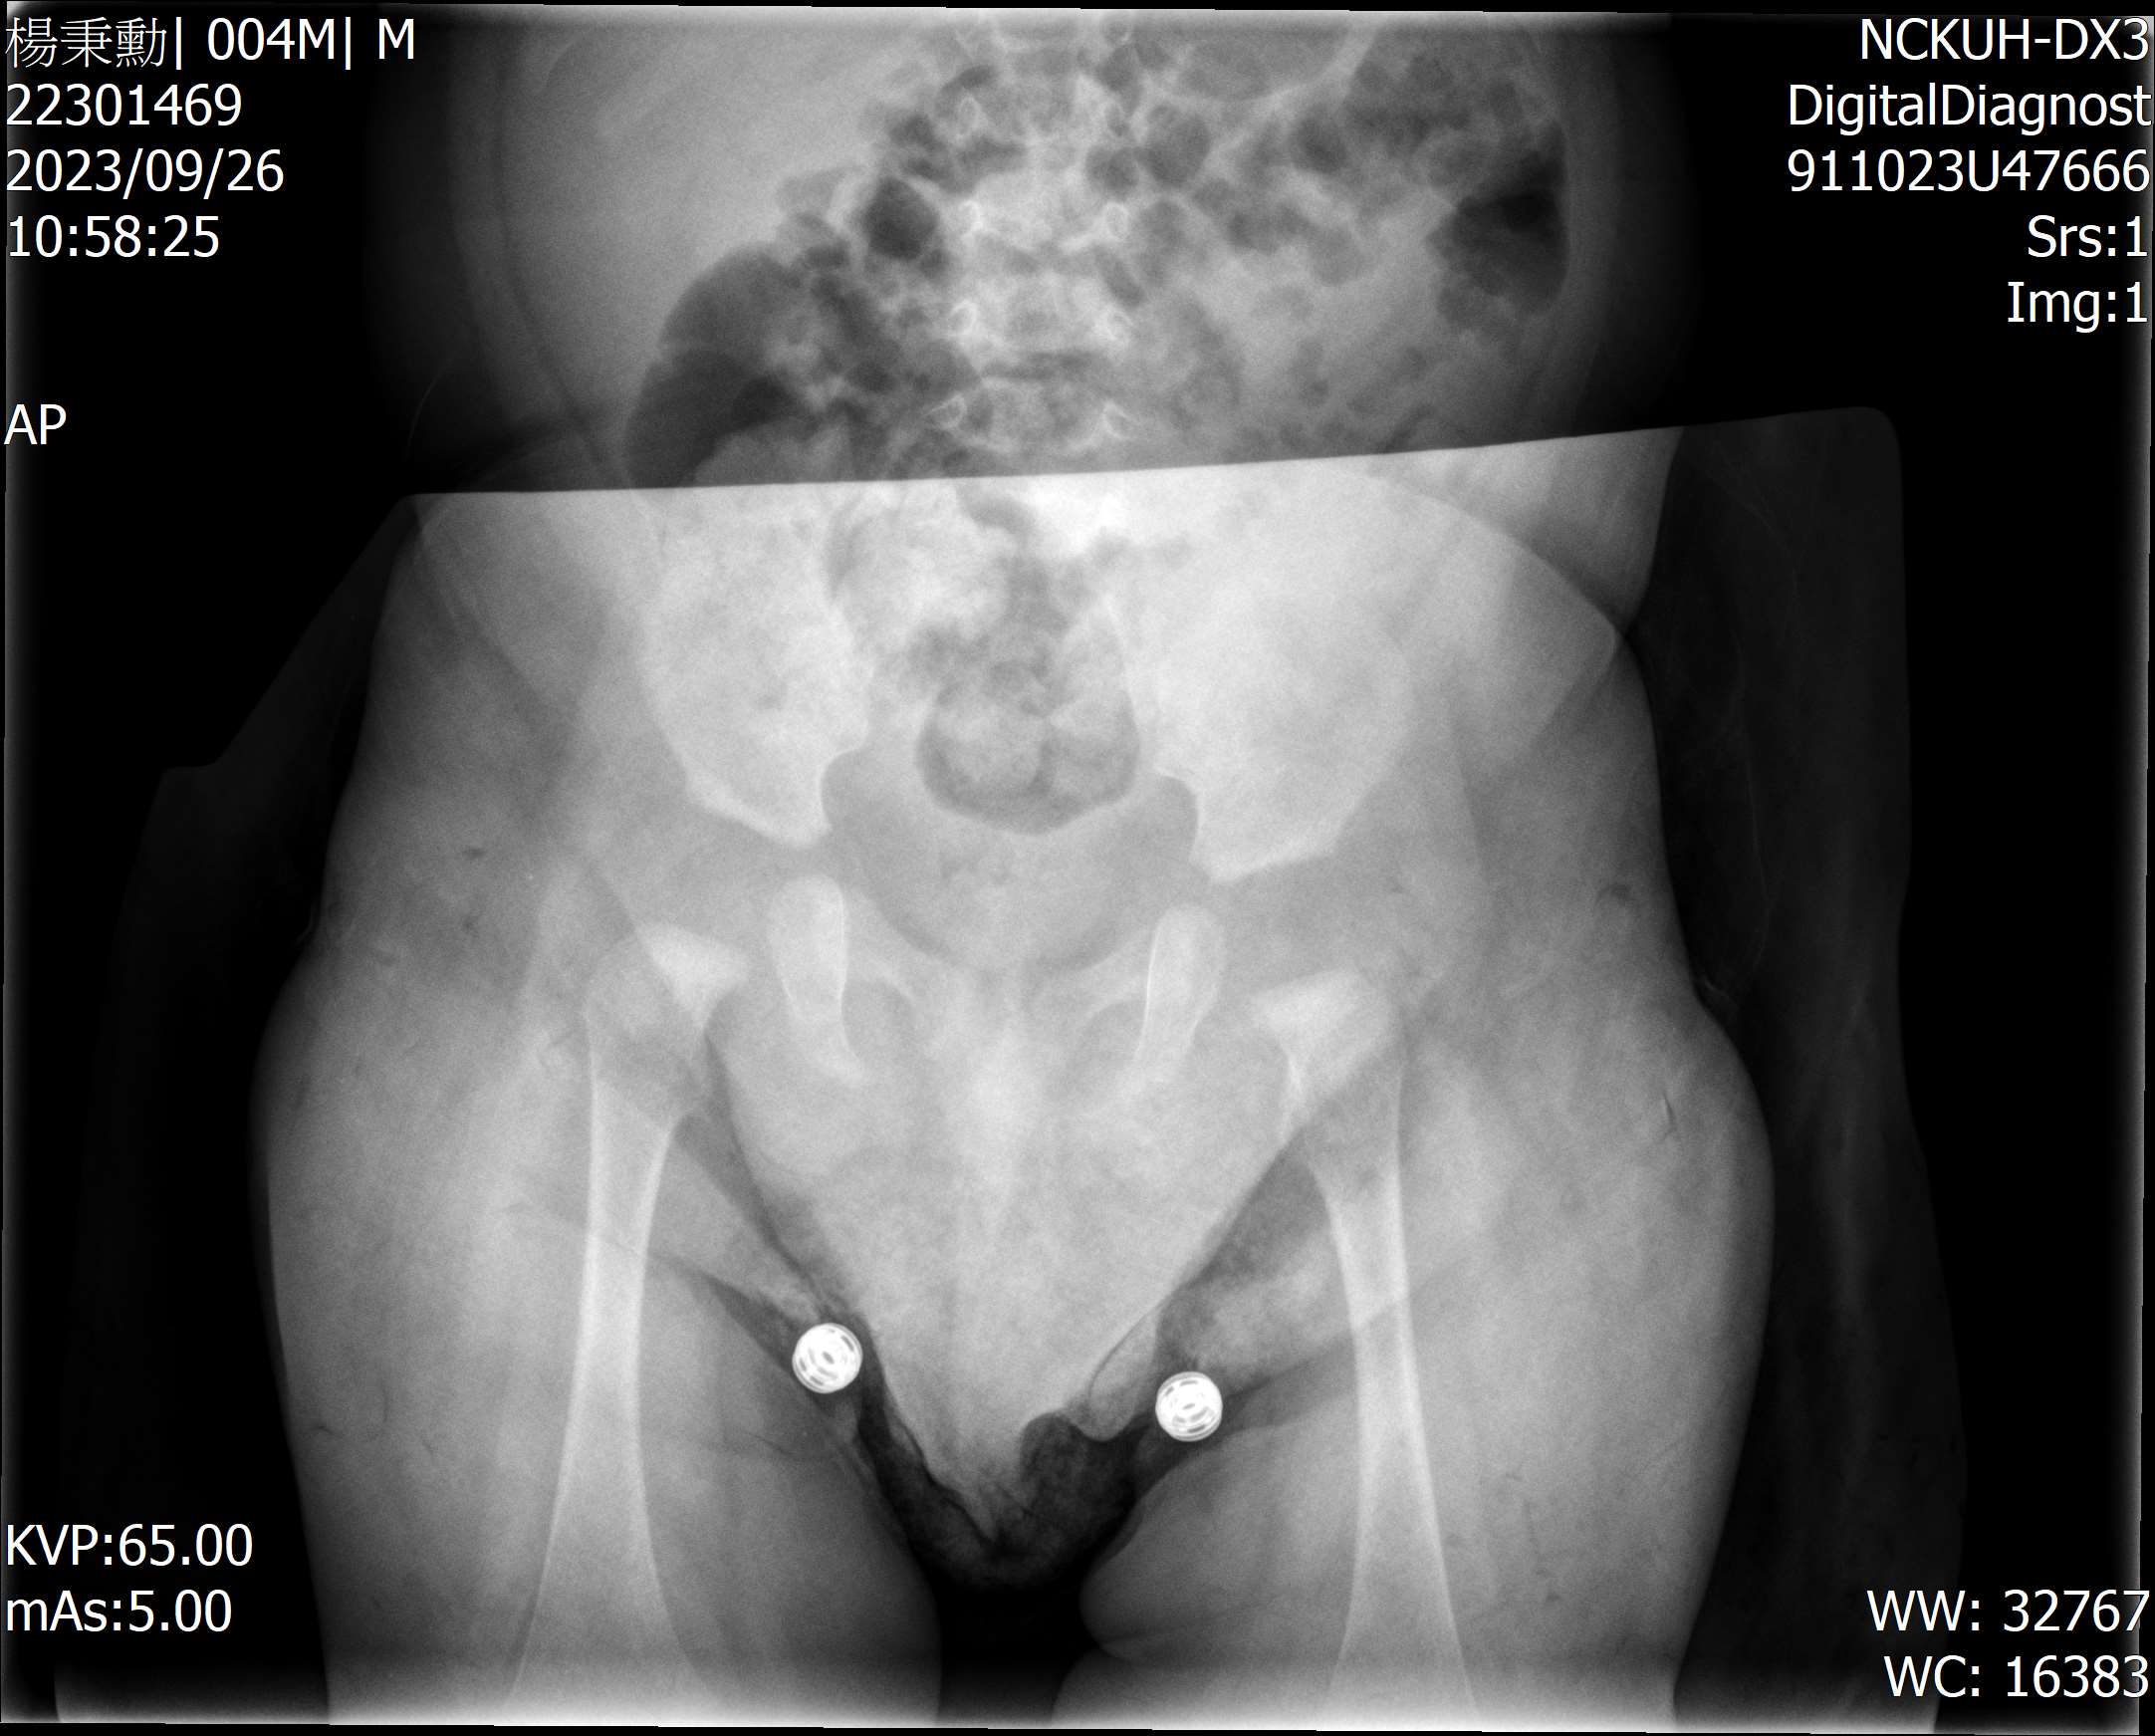 楊秉勳| 004M| M
22301469
2023/09/26
10:58:25
AP
NCKUH-DX3
DigitalDiagnost
911023U47666
Srs:1
Img:1
KVP:65.00
mAs:5.00
WW: 32767
WC: 16383